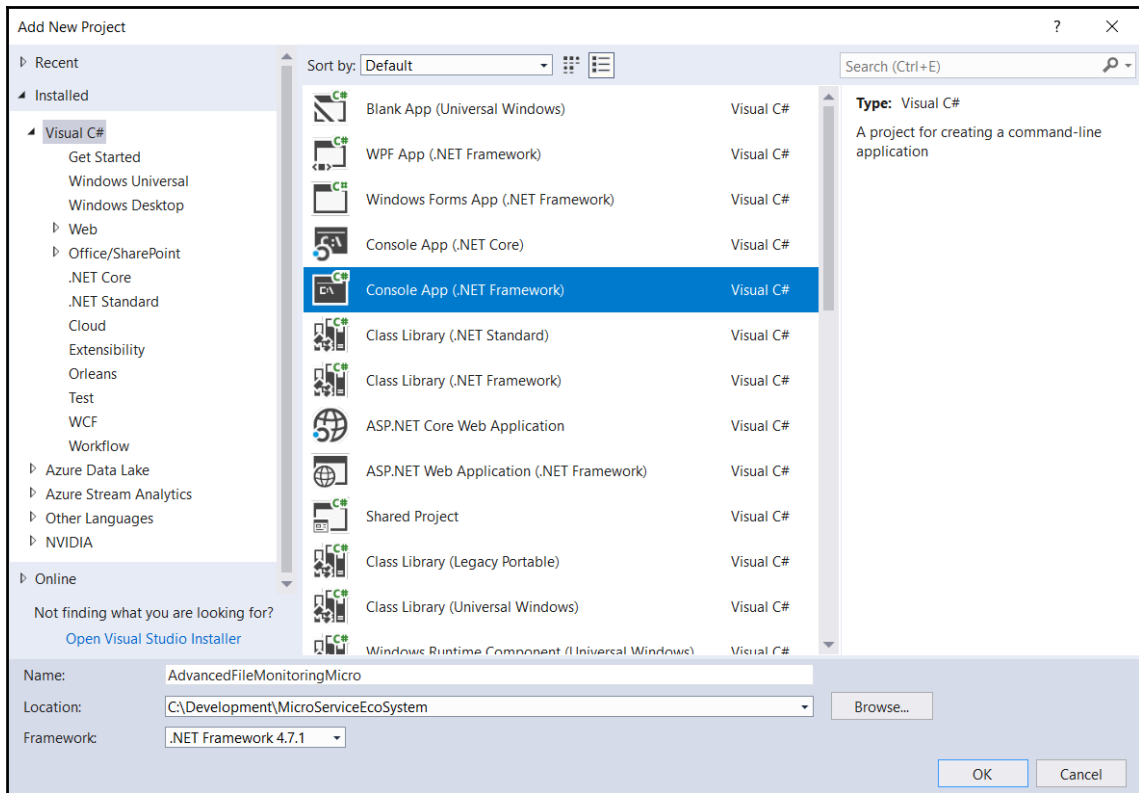 Add New Project
?
Recent
Installed
Visual C#
Get Started
Windows Universal
Windows Desktop
Web
Office/SharePoint
.NET Core
.NET Standard
Cloud
Extensibility
Orleans
Test
WCF
Workflow
Azure Data Lake
Azure Stream Analytics
Other Languages
NVIDIA
Online
Not finding what you are looking for?
Open Visual Studio Installer
Sort by: Default
Blank App (Universal Windows) Visual C#
WPF App (.NET Framework) Visual C#
Windows Forms App (.NET Framework) Visual C#
Console App (.NET Core) Visual C#
Console App (.NET Framework) Visual C#
Class Library (.NET Standard) Visual C#
Class Library (.NET Framework) Visual C#
ASP.NET Core Web Application Visual C#
ASP.NET Web Application (.NET Framework) Visual C#
Shared Project Visual C#
Class Library (Legacy Portable) Visual C#
Class Library (Universal Windows) Visual C#
Windows Runtime Component (Universal Windows) Visual C#
Search (Ctrl+E)
Type: Visual C#
A project for creating a command-line
application
Name: AdvancedFileMonitoringMicro
Location: C:\Development\MicroServiceEcoSystem Browse...
Framework: .NET Framework 4.7.1
OK Cancel